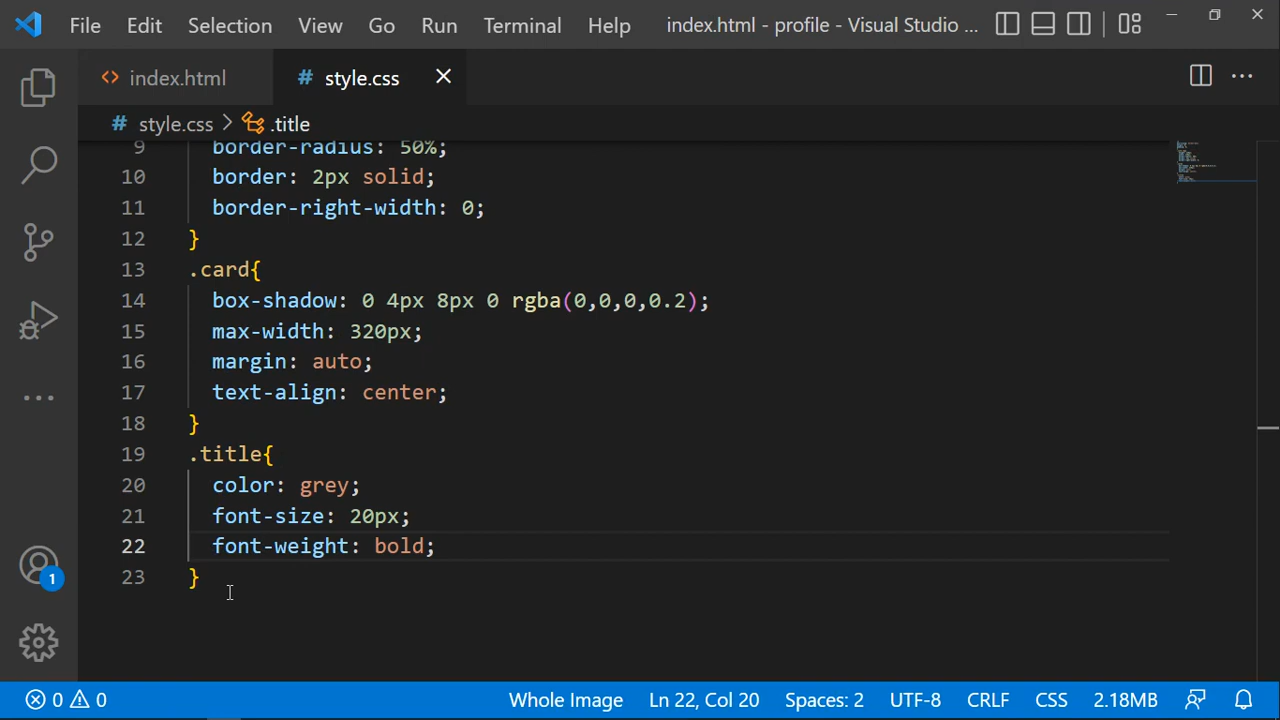 File Edit Selection View Go Run Terminal Help index.html - profile - Visual Studio ...
index.html style.css
style.css > .title
9 border-radius: 50%;
10 border: 2px solid;
11 border-right-width: 0;
12 }
13 .card{
14 box-shadow: 0 4px 8px 0 rgba(0,0,0,0.2);
15 max-width: 320px;
16 margin: auto;
17 text-align: center;
18 }
19 .title{
20 color: grey;
21 font-size: 20px;
22 font-weight: bold;
23 }
1
0 0 Whole Image Ln 22, Col 20 Spaces: 2 UTF-8 CRLF CSS 2.18MB